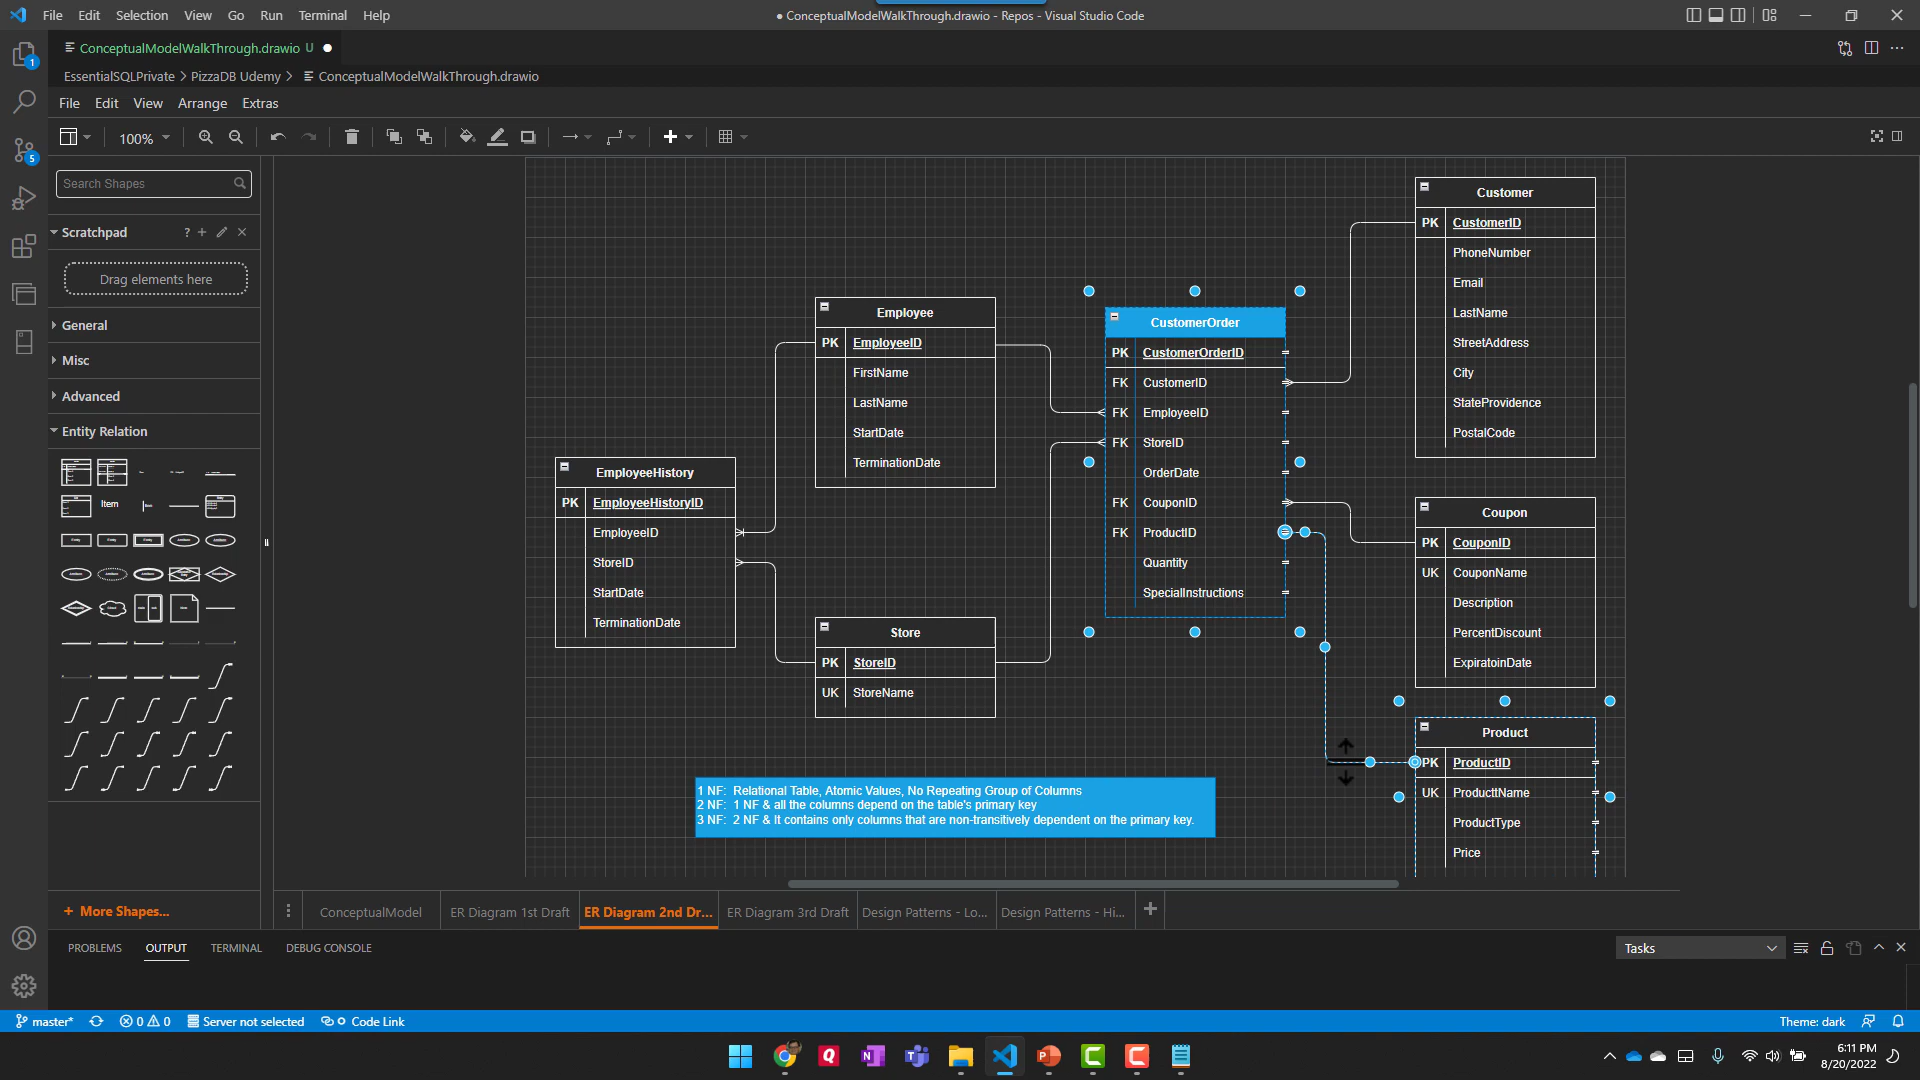 File Edit Selection View Go Run Terminal Help
● ConceptualModelWalkThrough.drawio - Repos - Visual Studio Code
ConceptualModelWalkThrough.drawio U
EssentialSQLPrivate > PizzaDB Udemy > ConceptualModelWalkThrough.drawio
File Edit View Arrange Extras
100%
1
5
Search Shapes
Scratchpad
?
Drag elements here
General
Misc
Advanced
Entity Relation
Item
More Shapes...
EmployeeHistory
PK EmployeeHistoryID
EmployeeID
StoreID
StartDate
TerminationDate
Employee
PK EmployeeID
FirstName
LastName
StartDate
TerminationDate
Store
PK StoreID
UK StoreName
CustomerOrder
PK CustomerOrderID
FK CustomerID
FK EmployeeID
FK StoreID
OrderDate
FK CouponID
FK ProductID
Quantity
SpecialInstructions
Customer
PK CustomerID
PhoneNumber
Email
LastName
StreetAddress
City
StateProvidence
PostalCode
Coupon
PK CouponID
UK CouponName
Description
PercentDiscount
ExpiratoinDate
Product
PK ProductID
UK ProducttName
ProductType
Price
1 NF: Relational Table, Atomic Values, No Repeating Group of Columns
2 NF: 1 NF & all the columns depend on the table's primary key
3 NF: 2 NF & It contains only columns that are non-transitively dependent on the primary key.
ConceptualModel ER Diagram 1st Draft ER Diagram 2nd Dr... ER Diagram 3rd Draft Design Patterns - Lo... Design Patterns - Hi...
PROBLEMS OUTPUT TERMINAL DEBUG CONSOLE
Tasks
master* 0 0 Server not selected Code Link
Theme: dark
6:11 PM
8/20/2022